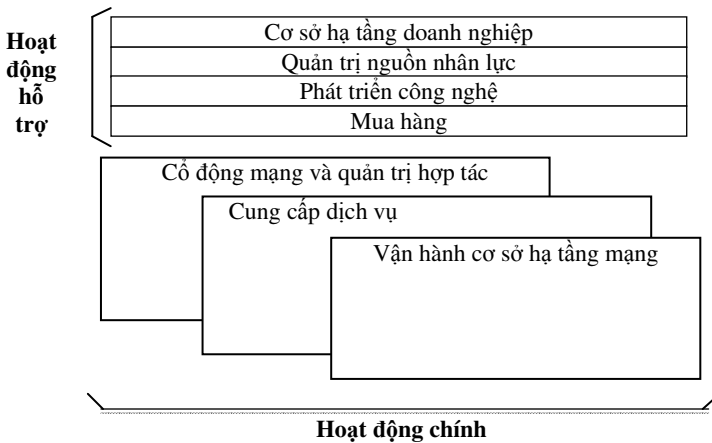 Hoạt
động
hỗ
trợ
Cơ sở hạ tầng doanh nghiệp
Quản trị nguồn nhân lực
Phát triển công nghệ
Mua hàng
Cổ động mạng và quản trị hợp tác
Cung cấp dịch vụ
Vận hành cơ sở hạ tầng mạng
Hoạt động chính